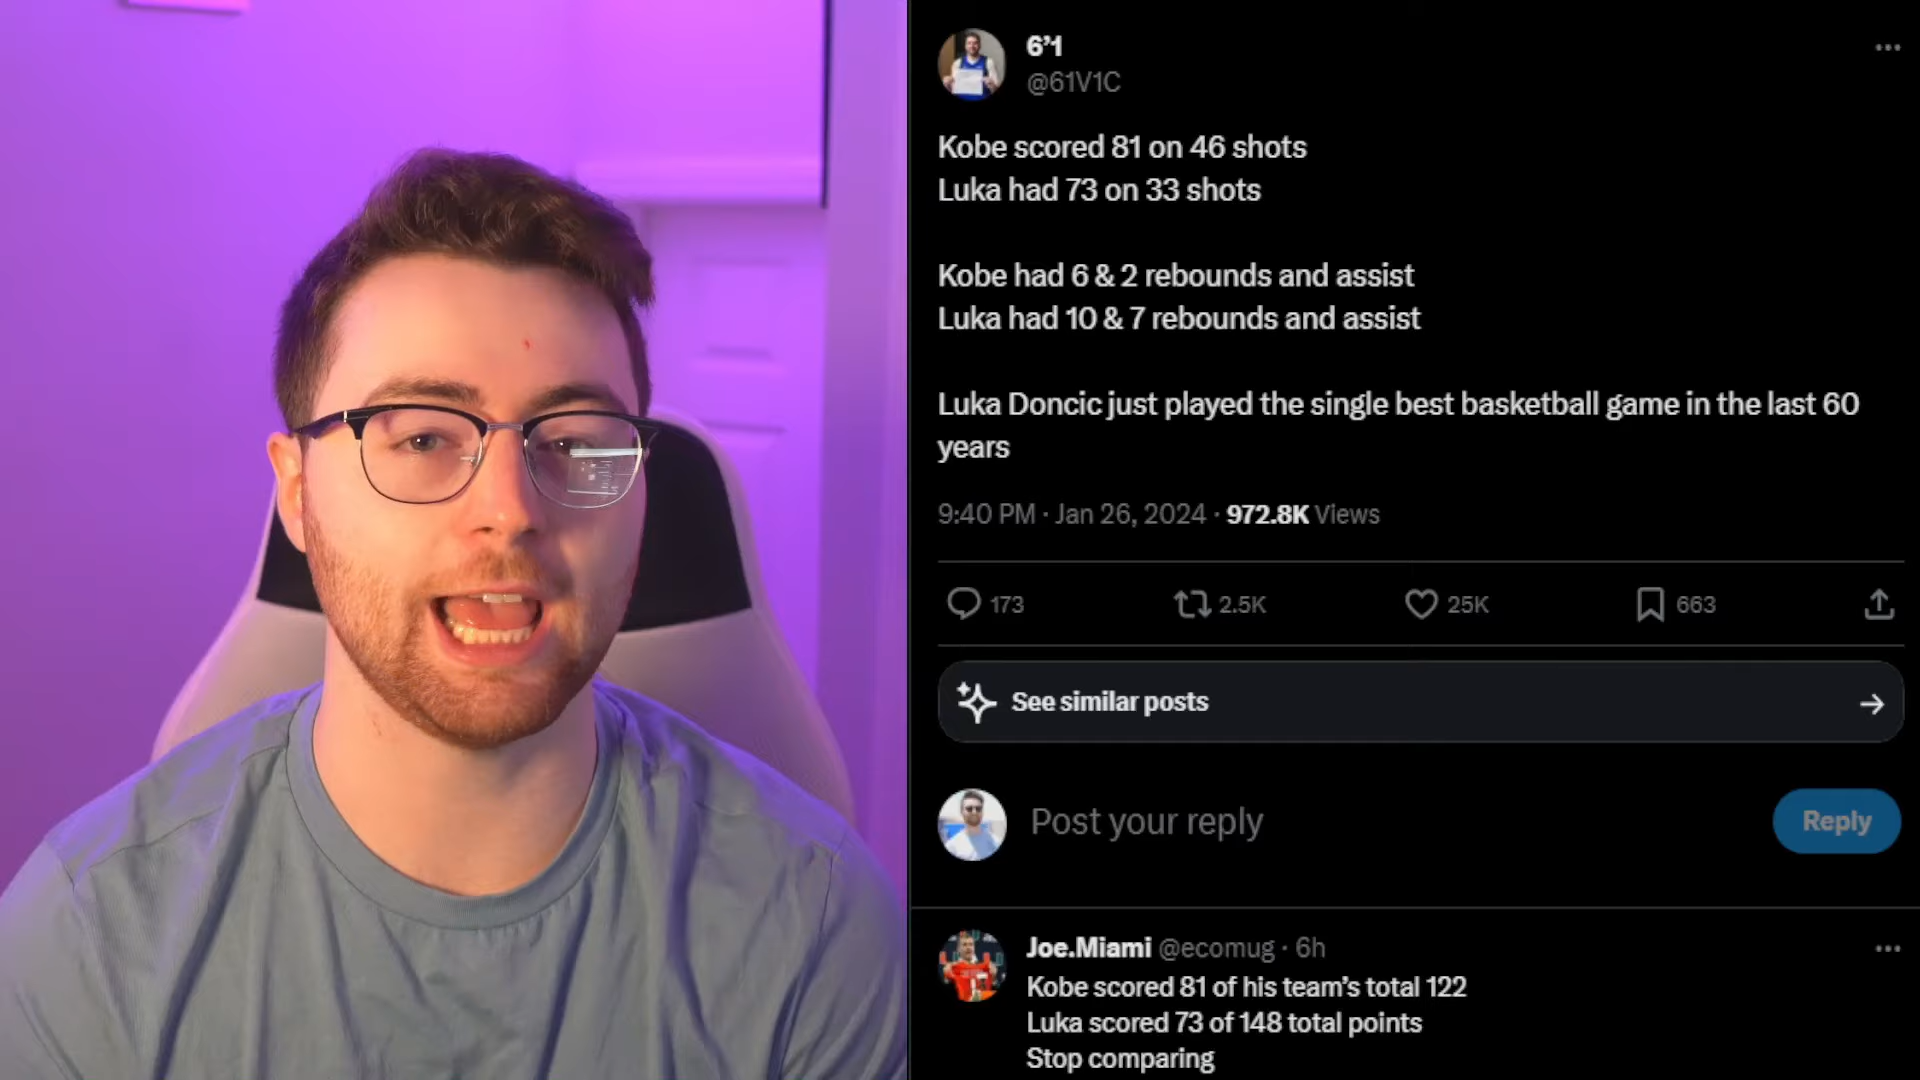 6’1
@61V1C
Kobe scored 81 on 46 shots
Luka had 73 on 33 shots
Kobe had 6 & 2 rebounds and assist
Luka had 10 & 7 rebounds and assist
Luka Doncic just played the single best basketball game in the last 60
years
9:40 PM · Jan 26, 2024 · 972.8K Views
173 2.5K 25K 663
See similar posts
Post your reply
Reply
Joe.Miami @ecomug · 6h
Kobe scored 81 of his team’s total 122
Luka scored 73 of 148 total points
Stop comparing